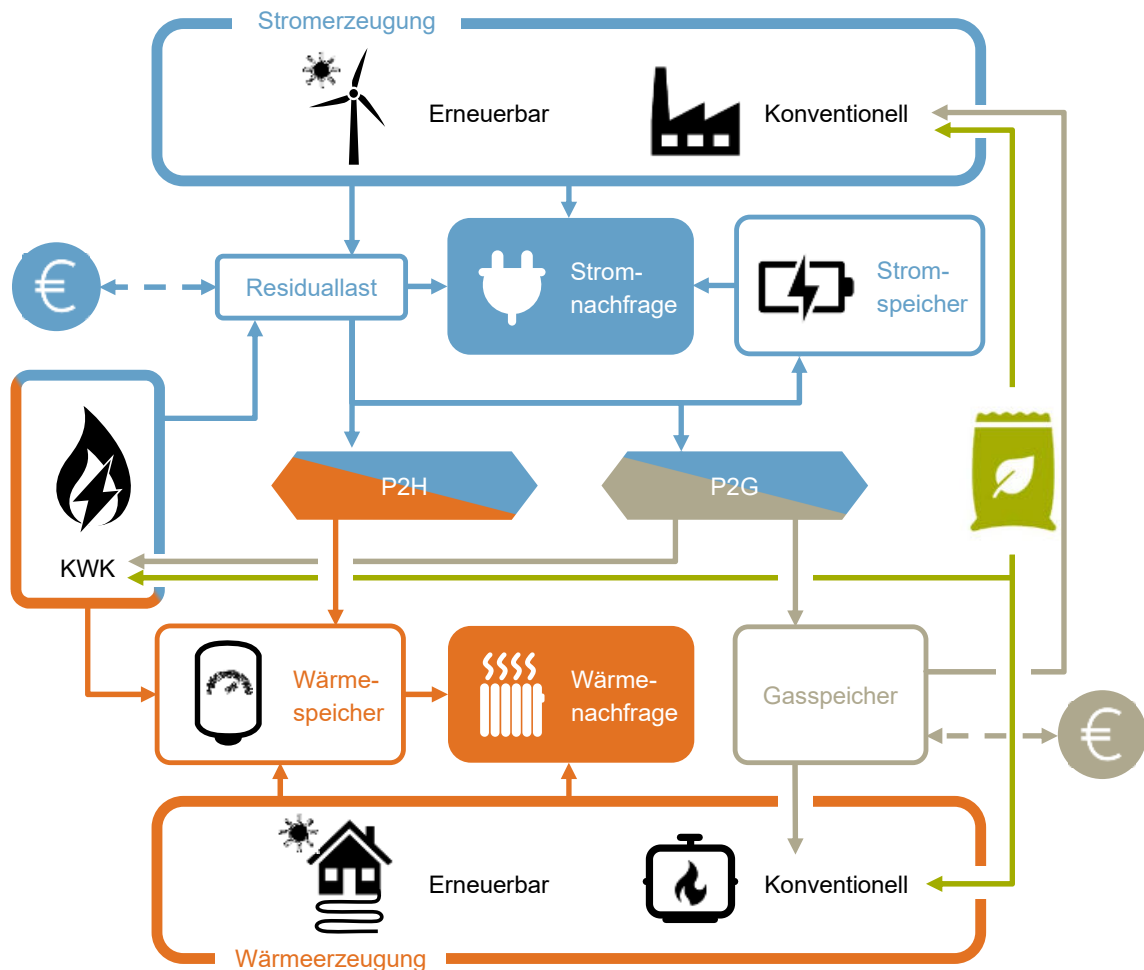 Stromerzeugung
Erneuerbar
Konventionell
€
Residuallast
Strom-
nachfrage
Strom-
speicher
P2H
P2G
KWK
Wärme-
speicher
Wärme-
nachfrage
Gasspeicher
€
Erneuerbar
Konventionell
Wärmeerzeugung